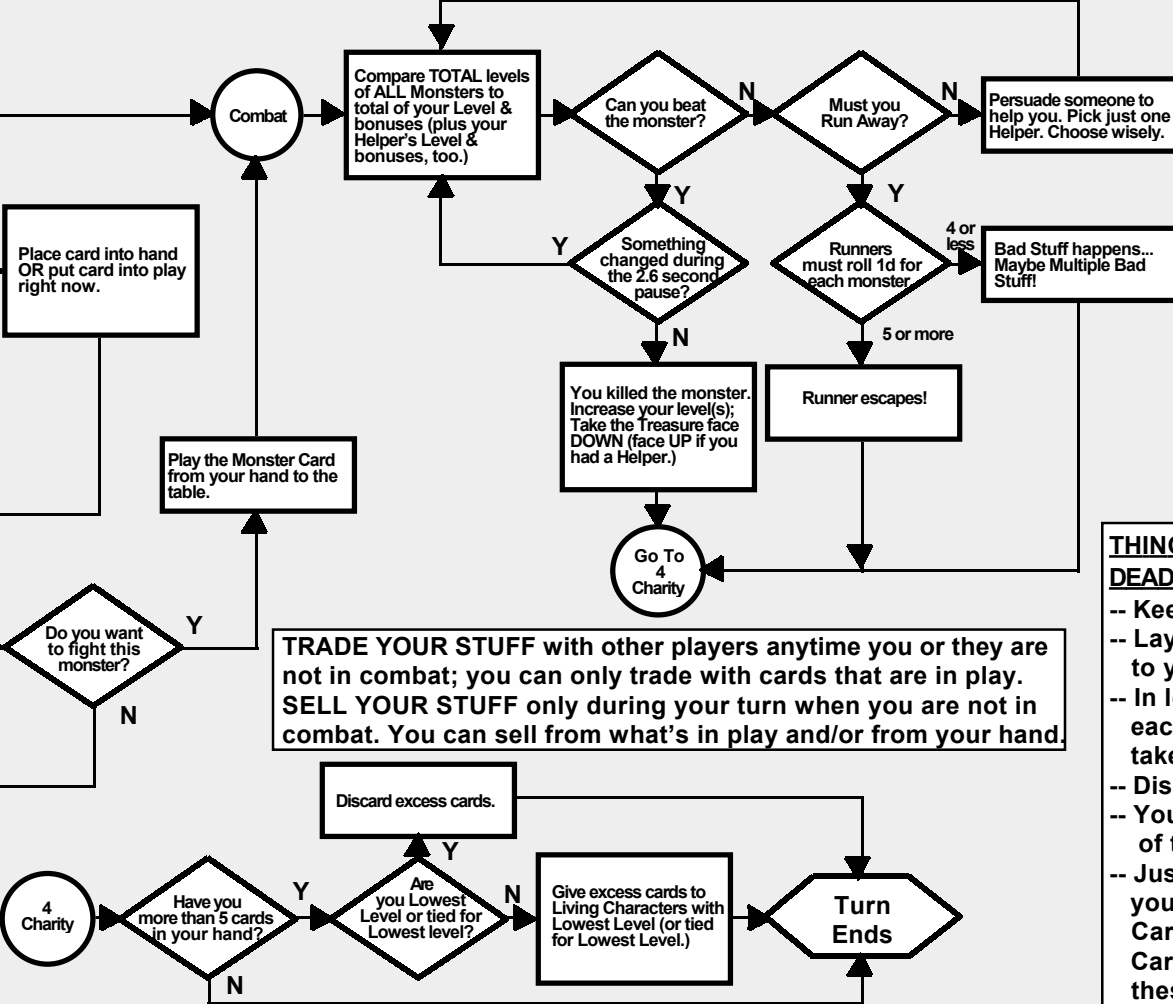 Combat
Compare TOTAL levels
of ALL Monsters to
total of your Level &
bonuses (plus your
Helper's Level &
bonuses, too.)
Can you beat
the monster?
N
Must you
Run Away?
N
Persuade someone to
help you. Pick just one
Helper. Choose wisely.
Y
Y
Place card into hand
OR put card into play
right now.
Y
Something
changed during
the 2.6 second
pause?
Runners
must roll 1d for
each monster
4 or
less
Bad Stuff happens...
Maybe Multiple Bad
Stuff!
N
5 or more
You killed the monster.
Increase your level(s);
Take the Treasure face
DOWN (face UP if you
had a Helper.)
Runner escapes!
Play the Monster Card
from your hand to the
table.
Go To
4
Charity
Do you want
to fight this
monster?
Y
N
TRADE YOUR STUFF with other players anytime you or they are
not in combat; you can only trade with cards that are in play.
SELL YOUR STUFF only during your turn when you are not in
combat. You can sell from what's in play and/or from your hand.
Discard excess cards.
4
Charity
Have you
more than 5 cards
in your hand?
Y
N
Are
you Lowest
Level or tied for
Lowest level?
Y
N
Give excess cards to
Living Characters with
Lowest Level (or tied
for Lowest Level.)
Turn
Ends
DEAD
-- 
-- Lay
to
-- In
-- 
-- You
of
--